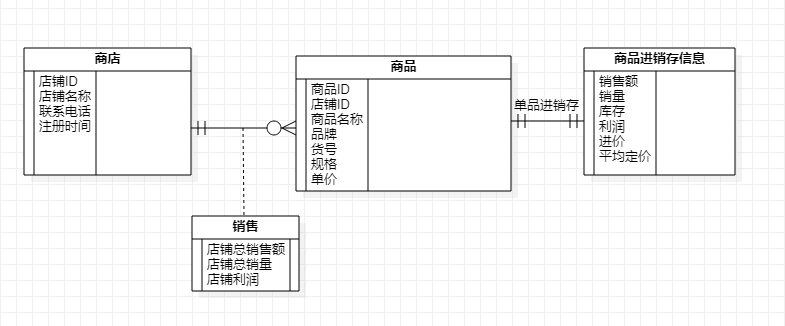 商店
店铺ID
店铺名称
联系电话
注册时间
商品
商品ID
店铺ID
商品名称
品牌
货号
规格
单价
单品进销存
商品进销存信息
销售额
销量
库存
利润
进价
平均定价
销售
店铺总销售额
店铺总销量
店铺利润